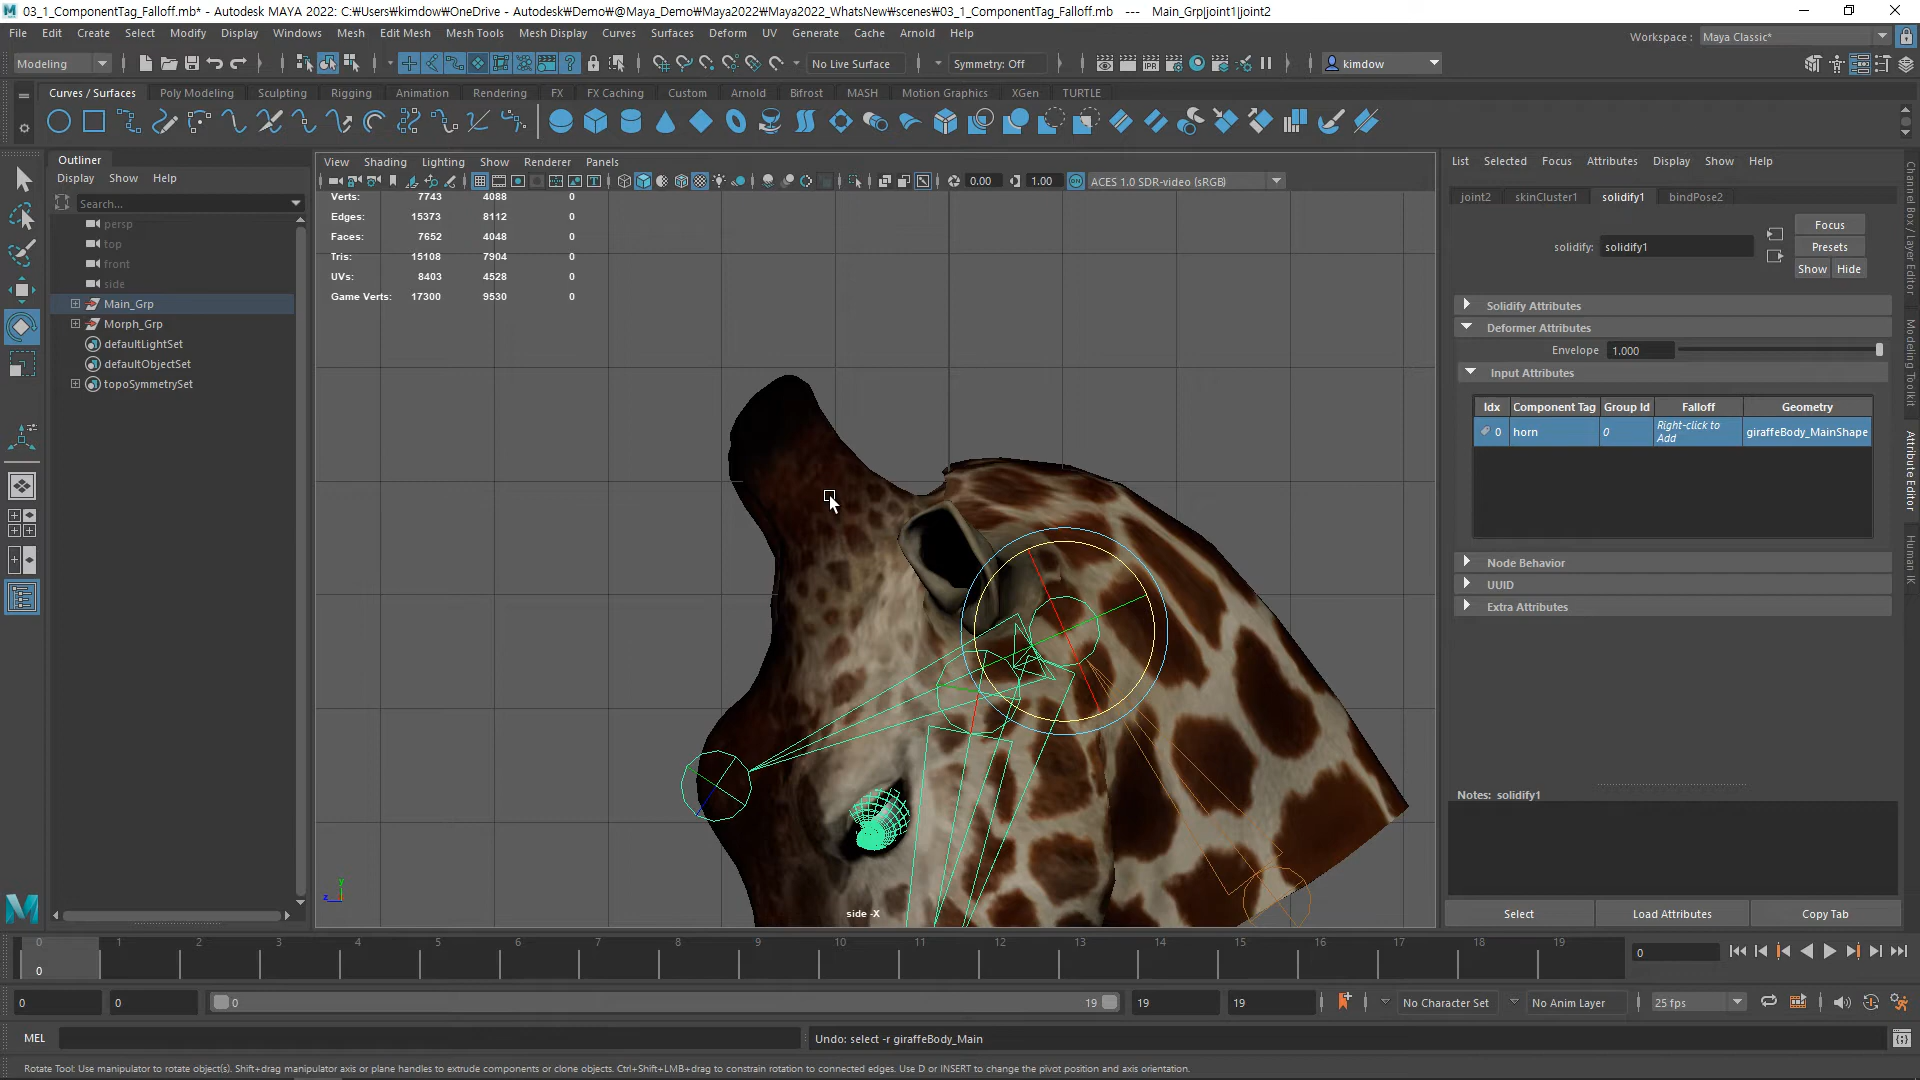 03_1_ComponentTag_Falloff.mb* - Autodesk MAYA 2022: C:₩Users₩kimdow₩OneDrive - Autodesk₩Demo₩@Maya_Demo₩Maya2022₩Maya2022_WhatsNew₩scenes₩03_1_ComponentTag_Falloff.mb --- Main_Grp|joint1|joint2
File Edit Create Select Modify Display Windows Mesh Edit Mesh Mesh Tools Mesh Display Curves Surfaces Deform UV Generate Cache Arnold Help
Workspace : Maya Classic*
Modeling No Live Surface Symmetry: Off IPR kimdow
Curves / Surfaces Poly Modeling Sculpting Rigging Animation Rendering FX FX Caching Custom Arnold Bifrost MASH Motion Graphics XGen TURTLE
Outliner
Display Show Help
Search...
persp
top
front
side
Main_Grp
Morph_Grp
defaultLightSet
defaultObjectSet
topoSymmetrySet
View Shading Lighting Show Renderer Panels
0.00 1.00 ACES 1.0 SDR-video (sRGB)
Verts: 7743 4088 0
Edges: 15373 8112 0
Faces: 7652 4048 0
Tris: 15108 7904 0
UVs: 8403 4528 0
Game Verts: 17300 9530 0
y
z
side -X
List Selected Focus Attributes Display Show Help
joint2 skinCluster1 solidify1 bindPose2
solidify: solidify1
Focus
Presets
Show Hide
Solidify Attributes
Deformer Attributes
Envelope 1.000
Input Attributes
Idx Component Tag Group Id Falloff Geometry
0 horn 0 Right-click to Add giraffeBody_MainShape
Node Behavior
UUID
Extra Attributes
Notes: solidify1
Select Load Attributes Copy Tab
Channel Box / Layer Editor
Modeling Toolkit
Attribute Editor
Human IK
0 1 2 3 4 5 6 7 8 9 10 11 12 13 14 15 16 17 18 19
0
0
0 0 0 19 19 19 No Character Set No Anim Layer 25 fps
MEL Undo: select -r giraffeBody_Main
Rotate Tool: Use manipulator to rotate object(s). Shift+drag manipulator axis or plane handles to extrude components or clone objects. Ctrl+Shift+LMB+drag to constrain rotation to connected edges. Use D or INSERT to change the pivot position and axis orientation.